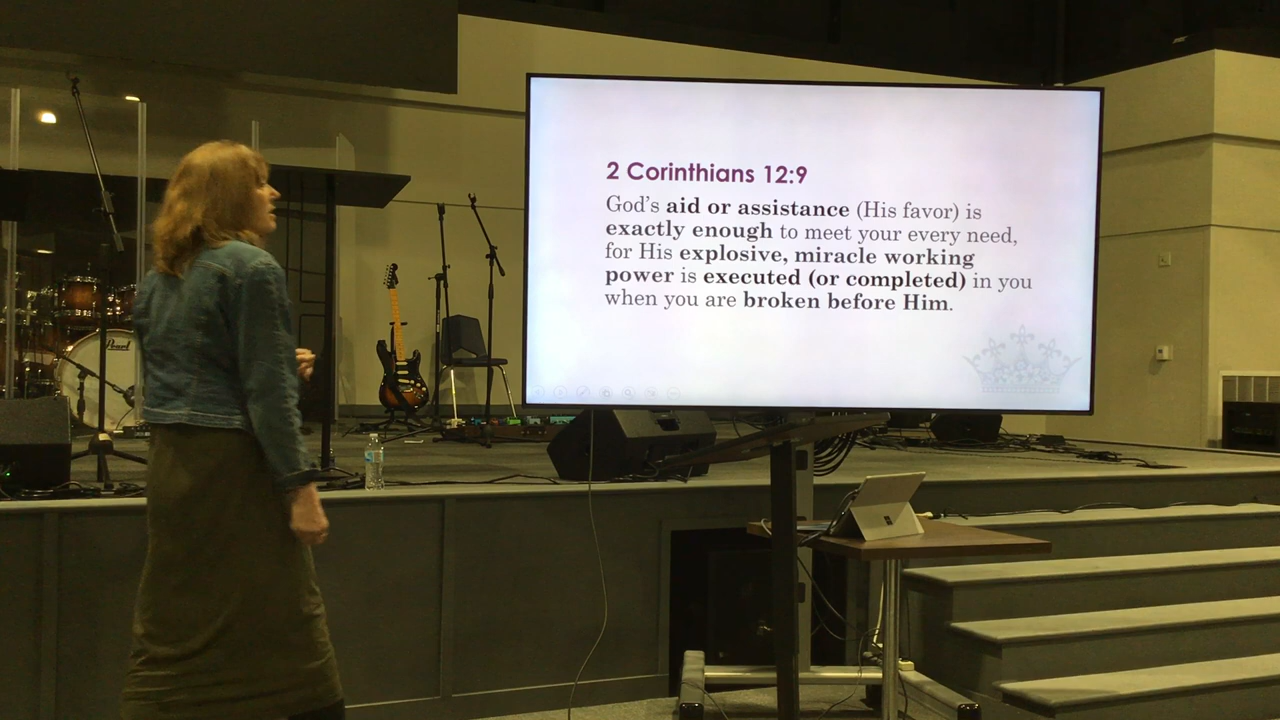 2 Corinthians 12:9
God's aid or assistance (His favor) is
exactly enough to meet your every need,
for His explosive, miracle working
power is executed (or completed) in you
when you are broken before Him.
Pearl